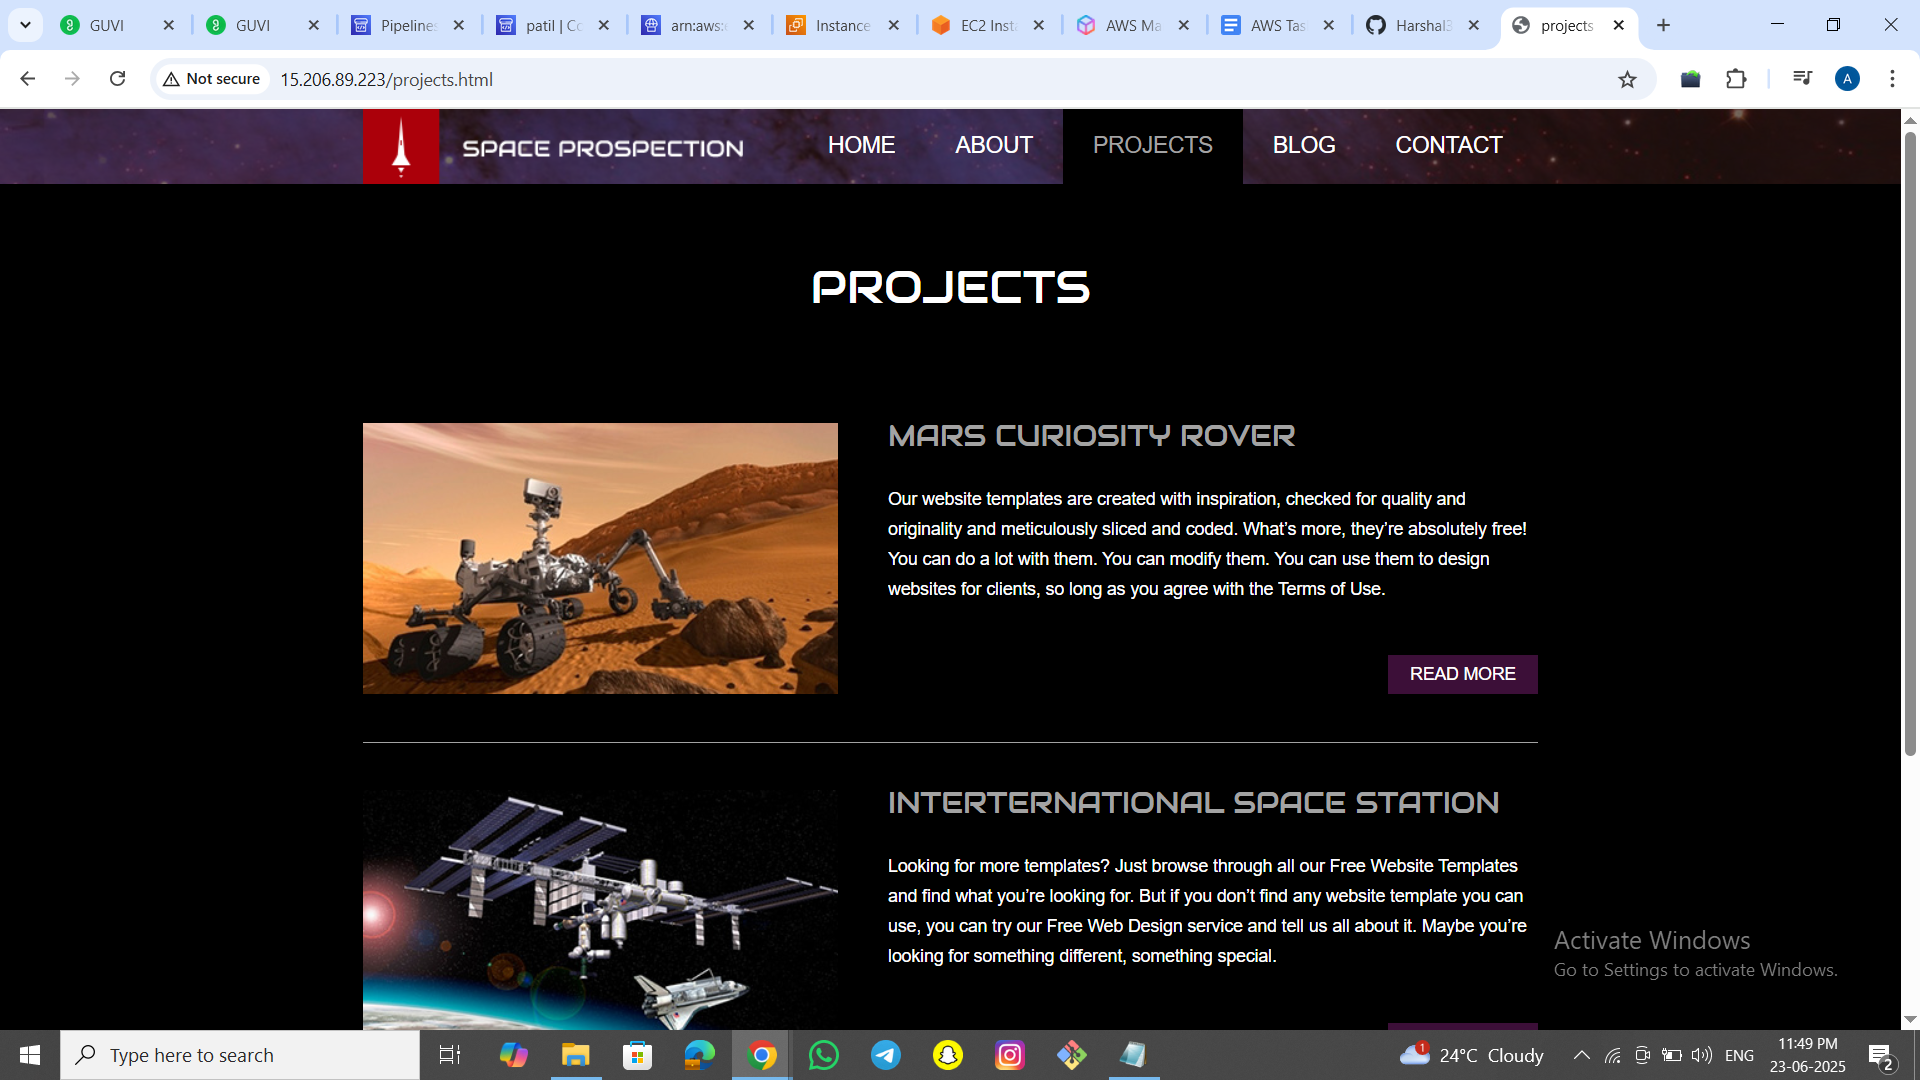 GUVI
GUVI
Pipelines
patil | Co
arn:aws:
Instance
EC2 Inst
AWS Ma
AWS Tas
Harshal3
projects
Not secure
15.206.89.223/projects.html
A
SPACE PROSPECTION
HOME
ABOUT
PROJECTS
BLOG
CONTACT
PROJECTS
MARS CURIOSITY ROVER
Our website templates are created with inspiration, checked for quality and
originality and meticulously sliced and coded. What’s more, they’re absolutely free!
You can do a lot with them. You can modify them. You can use them to design
websites for clients, so long as you agree with the Terms of Use.
READ MORE
INTERTERNATIONAL SPACE STATION
Looking for more templates? Just browse through all our Free Website Templates
and find what you’re looking for. But if you don’t find any website template you can
use, you can try our Free Web Design service and tell us all about it. Maybe you’re
looking for something different, something special.
Activate Windows
Go to Settings to activate Windows.
Type here to search
1
24°C Cloudy
ENG
11:49 PM
23-06-2025
2